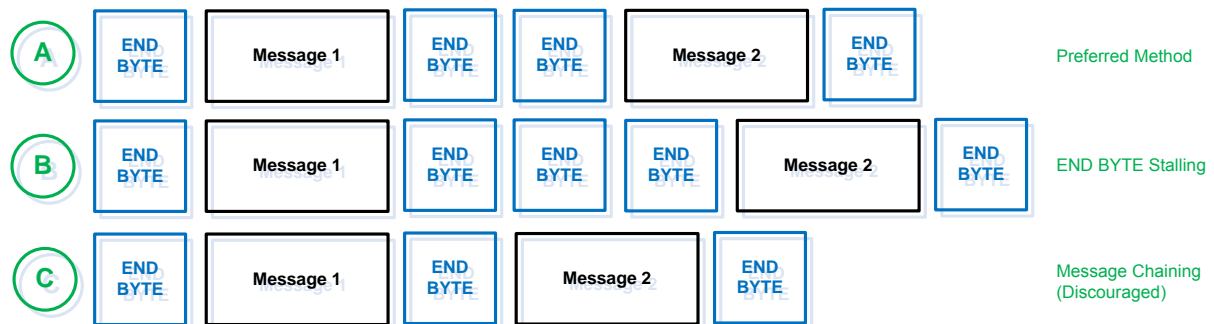 A
END
BYTE
Message 1
END
BYTE
END
BYTE
Message 2
END
BYTE
Preferred Method
B
END
BYTE
Message 1
END
BYTE
END
BYTE
END
BYTE
Message 2
END
BYTE
END BYTE Stalling
C
END
BYTE
Message 1
END
BYTE
Message 2
END
BYTE
Message Chaining
(Discouraged)